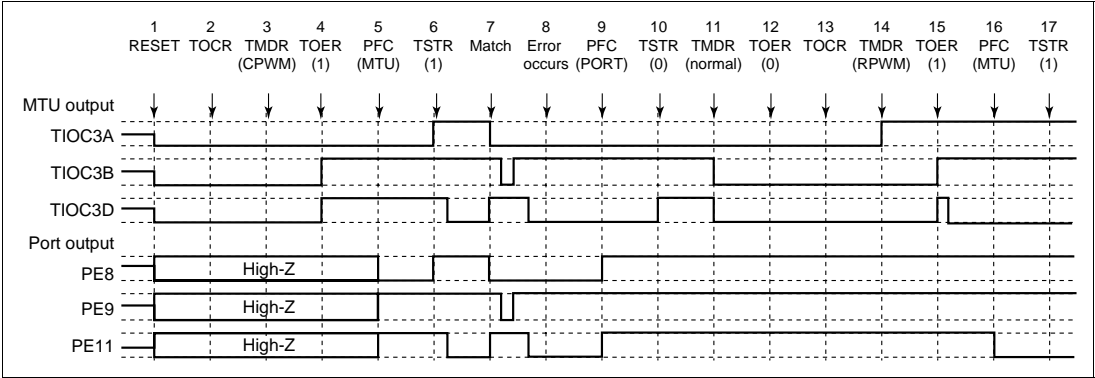 1 2 3 4 5 6 7 8 9 10 11 12 13 14 15 16 17
RESET TOCR TMDR TOER PFC TSTR Match Error PFC TSTR TMDR TOER TOCR TMDR TOER PFC TSTR
(CPWM) (1) (MTU) (1) occurs (PORT) (0) (normal) (0) (RPWM) (1) (MTU) (1)
MTU output
TIOC3A
TIOC3B
TIOC3D
Port output
PE8 High-Z
PE9 High-Z
PE11 High-Z